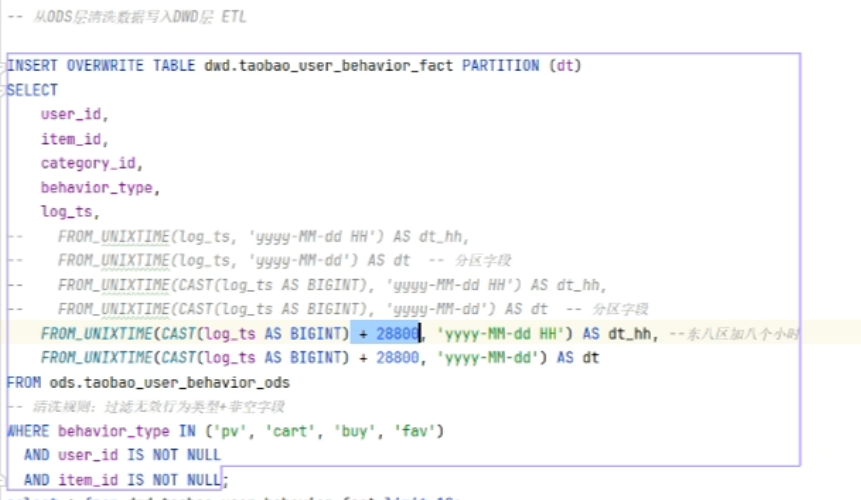 -- 从ODS层清洗数据写入DWD层 ETL
INSERT OVERWRITE TABLE dwd.taobao_user_behavior_fact PARTITION (dt)
SELECT
user_id,
item_id,
category_id,
behavior_type,
log_ts,
-- FROM_UNIXTIME(log_ts, 'yyyy-MM-dd HH') AS dt_hh,
-- FROM_UNIXTIME(log_ts, 'yyyy-MM-dd') AS dt -- 分区字段
-- FROM_UNIXTIME(CAST(log_ts AS BIGINT), 'yyyy-MM-dd HH') AS dt_hh,
-- FROM_UNIXTIME(CAST(log_ts AS BIGINT), 'yyyy-MM-dd') AS dt -- 分区字段
FROM_UNIXTIME(CAST(log_ts AS BIGINT) + 28800, 'yyyy-MM-dd HH') AS dt_hh, --东八区加八个小时
FROM_UNIXTIME(CAST(log_ts AS BIGINT) + 28800, 'yyyy-MM-dd') AS dt
FROM ods.taobao_user_behavior_ods
-- 清洗规则: 过滤无效行为类型+非空字段
WHERE behavior_type IN ('pv', 'cart', 'buy', 'fav')
AND user_id IS NOT NULL
AND item_id IS NOT NULL;